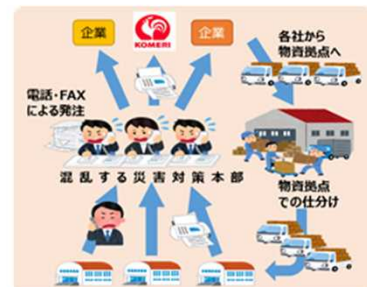 企業
KOMERI
企業
各社から
物資拠点へ
電話・FAX
による発注
混乱する災害対策本部
物資拠点
での仕分け